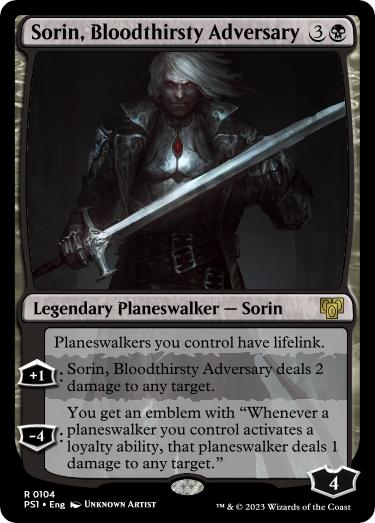 Sorin, Bloodthirsty Adversary 3
Legendary Planeswalker — Sorin
Planeswalkers you control have lifelink.
+1: Sorin, Bloodthirsty Adversary deals 2
damage to any target.
You get an emblem with “Whenever a
planeswalker you control activates a
-4: loyalty ability, that planeswalker deals 1
damage to any target.”
4
R 0104
PS1 • Eng Unknown Artist
™ & © 2023 Wizards of the Coast